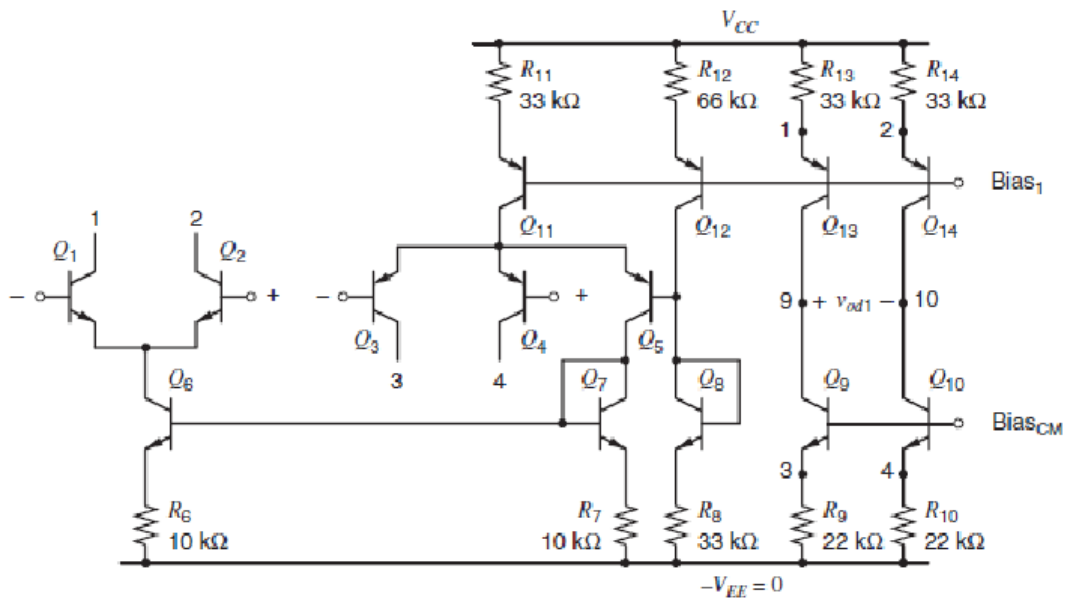 V_CC
R_11
33 kΩ
R_12
66 kΩ
R_13
33 kΩ
R_14
33 kΩ
1
2
Bias_1
Q_11
Q_12
Q_13
Q_14
1
2
Q_1
Q_2
−
+
−
+
Q_3
Q_4
Q_5
3
4
9 + v_od1 − 10
Q_6
Q_7
Q_8
Q_9
Q_10
Bias_CM
3
4
R_6
10 kΩ
R_7
10 kΩ
R_8
33 kΩ
R_9
22 kΩ
R_10
22 kΩ
−V_EE = 0